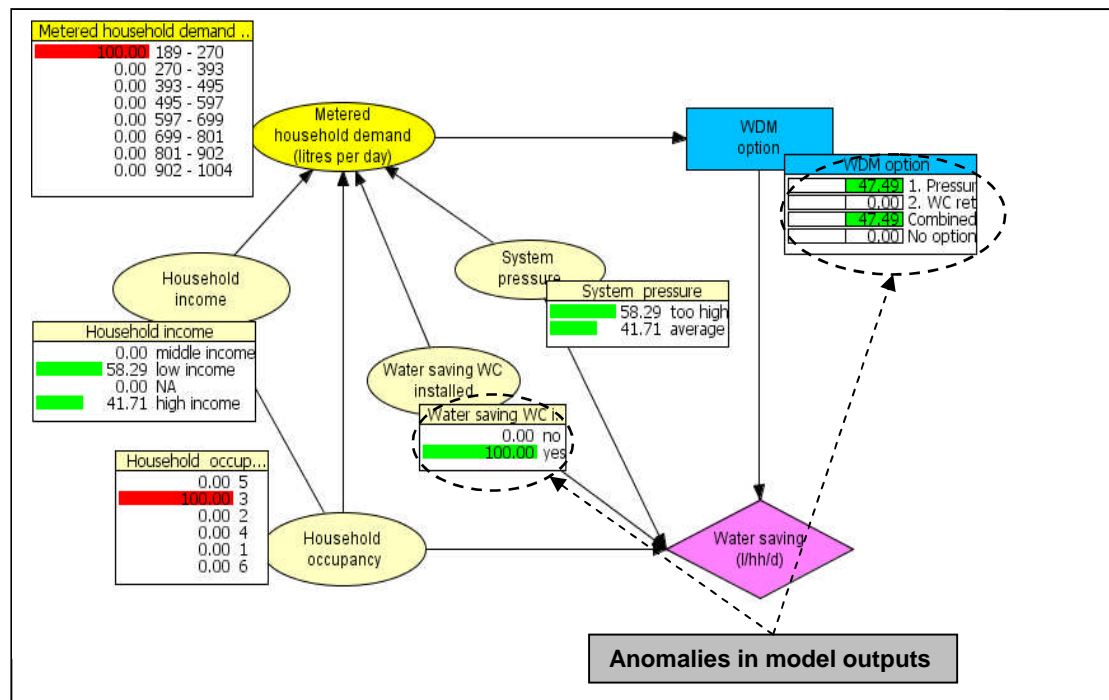 Metered household demand ..
100.00 189 - 270
0.00 270 - 393
0.00 393 - 495
0.00 495 - 597
0.00 597 - 699
0.00 699 - 801
0.00 801 - 902
0.00 902 - 1004
Metered
household demand
(litres per day)
WDM
option
WDM option
47.49 1. Pressur
0.00 2. WC ret
47.49 Combined
0.00 No option
Household
income
System
pressure
System pressure
58.29 too high
41.71 average
Household income
0.00 middle income
58.29 low income
0.00 NA
41.71 high income
Water saving WC
installed
Water saving WC i.
0.00 no
100.00 yes
Household occup...
0.00 5
100.00 3
0.00 2
0.00 4
0.00 1
0.00 6
Household
occupancy
Water saving
(l/hh/d)
Anomalies in model outputs